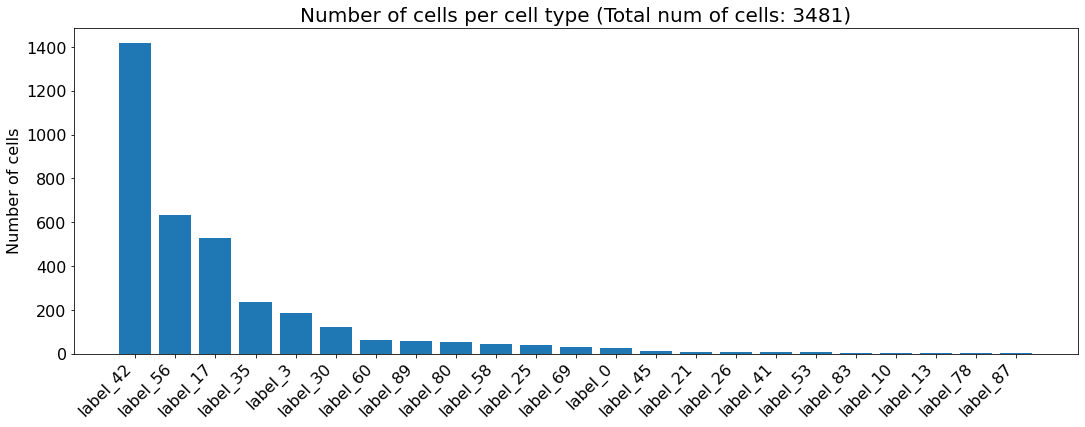 Number of cells per cell type (Total num of cells: 3481)
Number of cells
1400
1200
1000
800
600
400
200
0
label_42
label_56
label_17
label_35
label_3
label_30
label_60
label_89
label_80
label_58
label_25
label_69
label_0
label_45
label_21
label_26
label_41
label_53
label_83
label_10
label_13
label_78
label_87